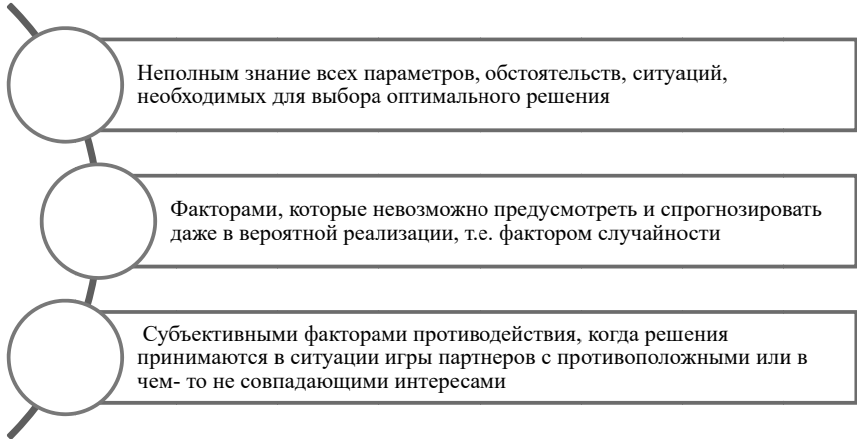 Неполным знание всех параметров, обстоятельств, ситуаций,
необходимых для выбора оптимального решения
Факторами, которые невозможно предусмотреть и спрогнозировать
даже в вероятной реализации, т.е. фактором случайности
Субъективными факторами противодействия, когда решения
принимаются в ситуации игры партнеров с противоположными или в
чем- то не совпадающими интересами